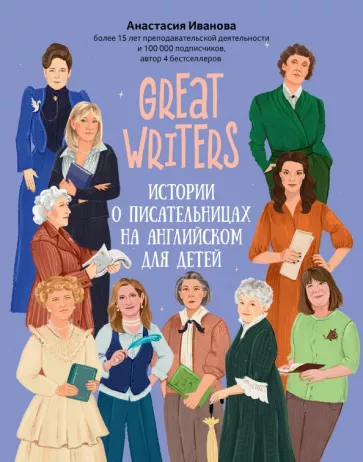 Анастасия Иванова
более 15 лет преподавательской деятельности
и 100 000 подписчиков,
автор 4 бестселлеров
GREAT
WRITERS
ИСТОРИИ
О ПИСАТЕЛЬНИЦАХ
НА АНГЛИЙСКОМ
ДЛЯ ДЕТЕЙ